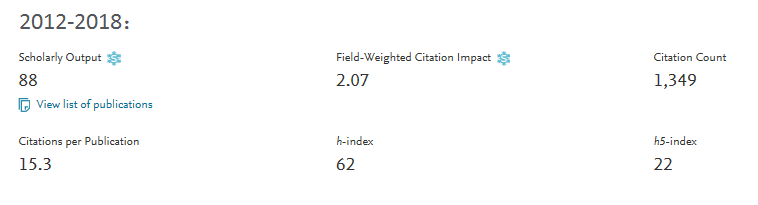 2012-2018:
Scholarly Output Field-Weighted Citation Impact Citation Count
88 2.07 1,349
View list of publications
Citations per Publication h-index h5-index
15.3 62 22